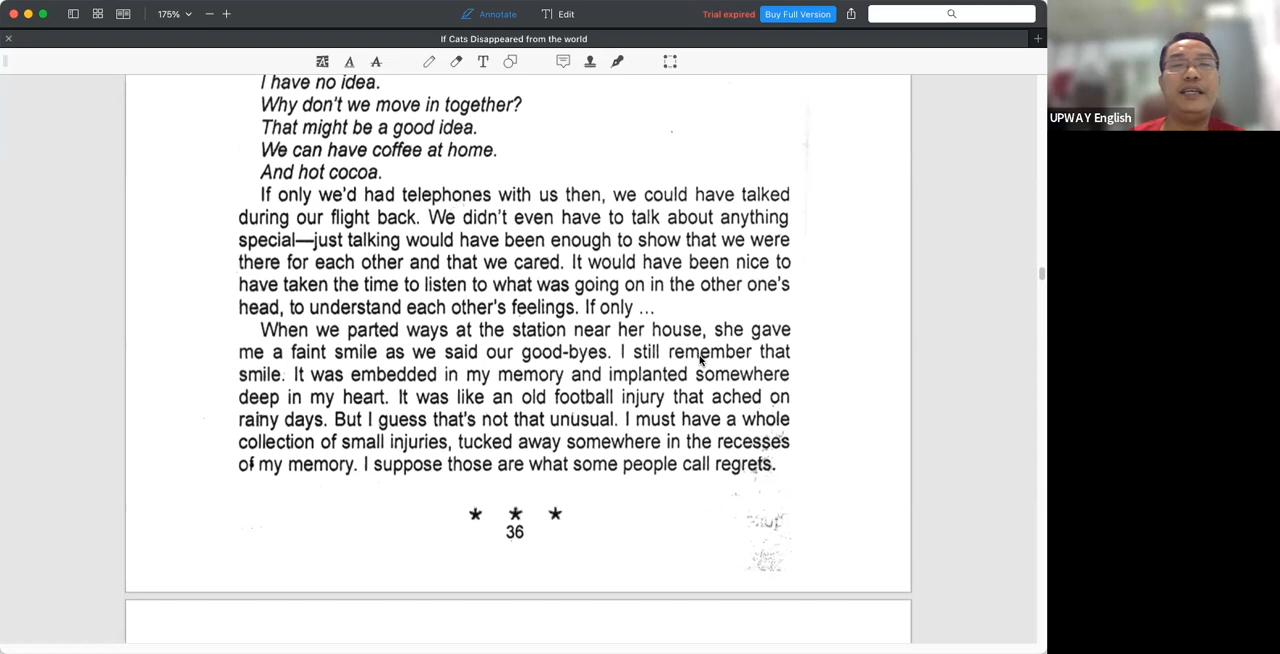 175%
Annotate
Edit
Trial expired
Buy Full Version
If Cats Disappeared from the world
I have no idea.
Why don't we move in together?
That might be a good idea.
We can have coffee at home.
And hot cocoa.
If only we'd had telephones with us then, we could have talked
during our flight back. We didn't even have to talk about anything
special—just talking would have been enough to show that we were
there for each other and that we cared. It would have been nice to
have taken the time to listen to what was going on in the other one's
head, to understand each other's feelings. If only ...
When we parted ways at the station near her house, she gave
me a faint smile as we said our good-byes. I still remember that
smile. It was embedded in my memory and implanted somewhere
deep in my heart. It was like an old football injury that ached on
rainy days. But I guess that's not that unusual. I must have a whole
collection of small injuries, tucked away somewhere in the recesses
of my memory. I suppose those are what some people call regrets.
* * *
36
UPWAY English